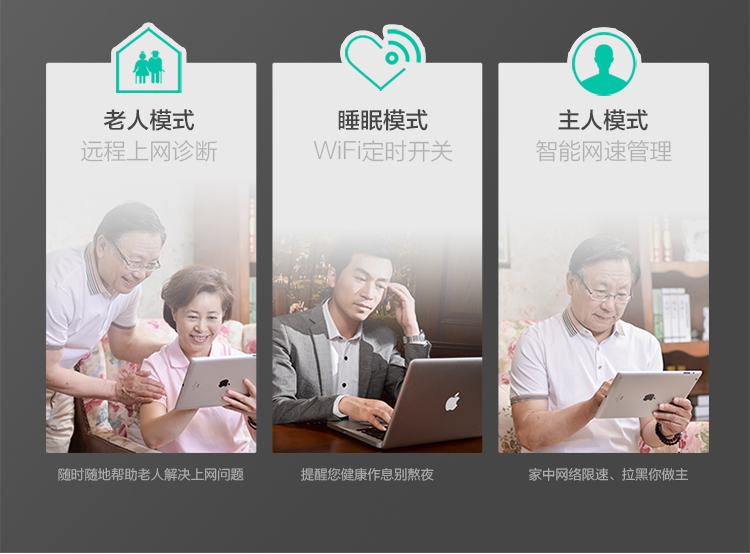 老人模式
远程上网诊断
随时随地帮助老人解决上网问题
睡眠模式
WiFi定时开关
提醒您健康作息别熬夜
主人模式
智能网速管理
家中网络限速、拉黑你做主